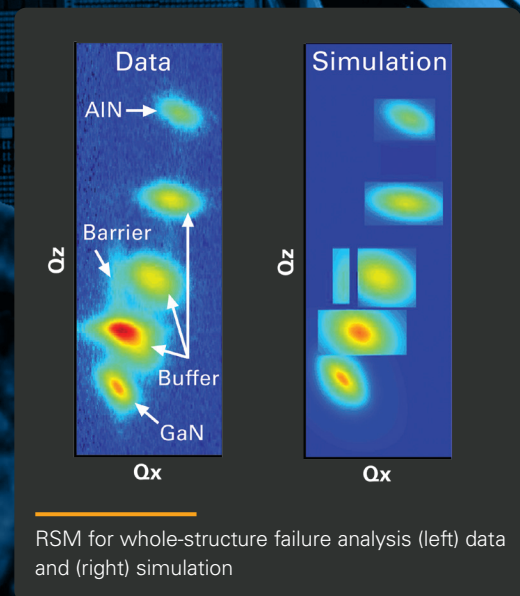 Data
Simulation
AlN
Barrier
Qz
Qz
Buffer
GaN
Qx
Qx
RSM for whole-structure failure analysis (left) data
and (right) simulation